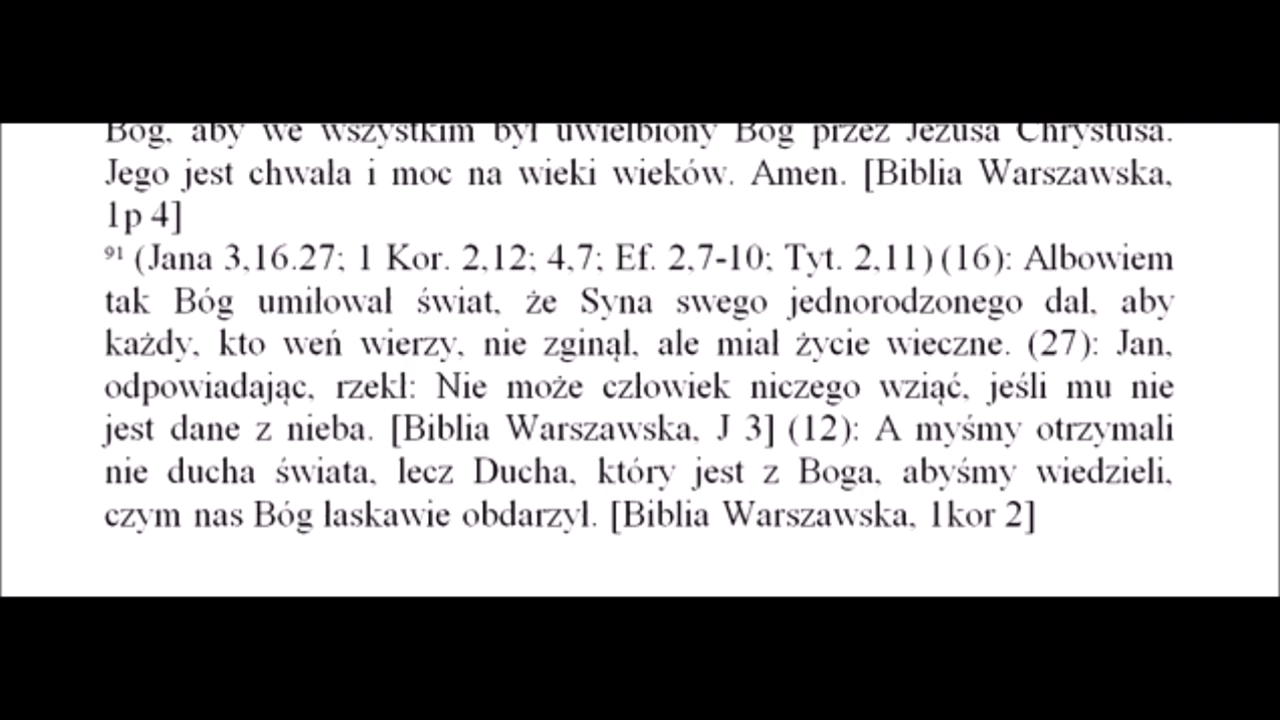 Bóg, aby we wszystkim był uwielbiony Bóg przez Jezusa Chrystusa.
Jego jest chwała i moc na wieki wieków. Amen. [Biblia Warszawska,
1p 4]
⁹¹ (Jana 3,16.27; 1 Kor. 2,12; 4,7; Ef. 2,7-10; Tyt. 2,11) (16): Albowiem
tak Bóg umiłował świat, że Syna swego jednorodzonego dał, aby
każdy, kto weń wierzy, nie zginął, ale miał życie wieczne. (27): Jan,
odpowiadając, rzekł: Nie może człowiek niczego wziąć, jeśli mu nie
jest dane z nieba. [Biblia Warszawska, J 3] (12): A myśmy otrzymali
nie ducha świata, lecz Ducha, który jest z Boga, abyśmy wiedzieli,
czym nas Bóg łaskawie obdarzył. [Biblia Warszawska, 1kor 2]